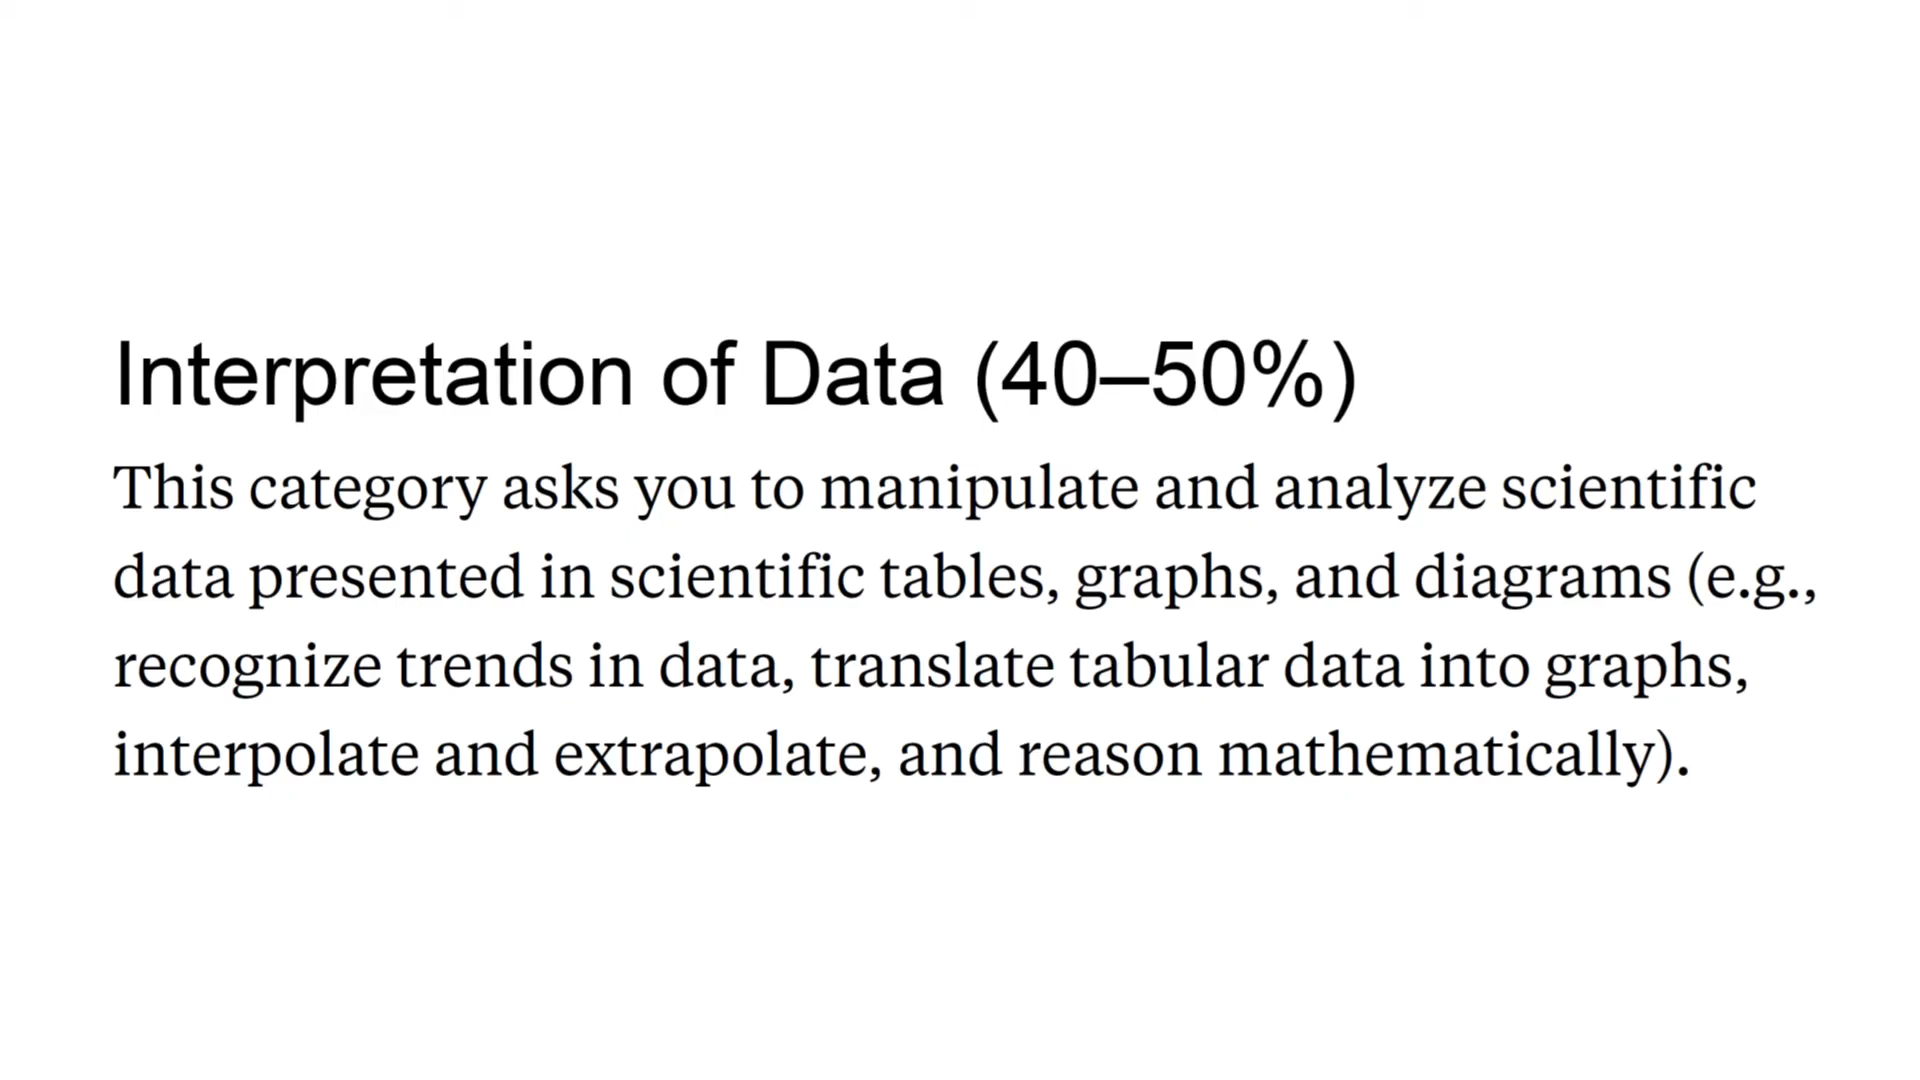 Interpretation of Data (40–50%)
This category asks you to manipulate and analyze scientific
data presented in scientific tables, graphs, and diagrams (e.g.,
recognize trends in data, translate tabular data into graphs,
interpolate and extrapolate, and reason mathematically).